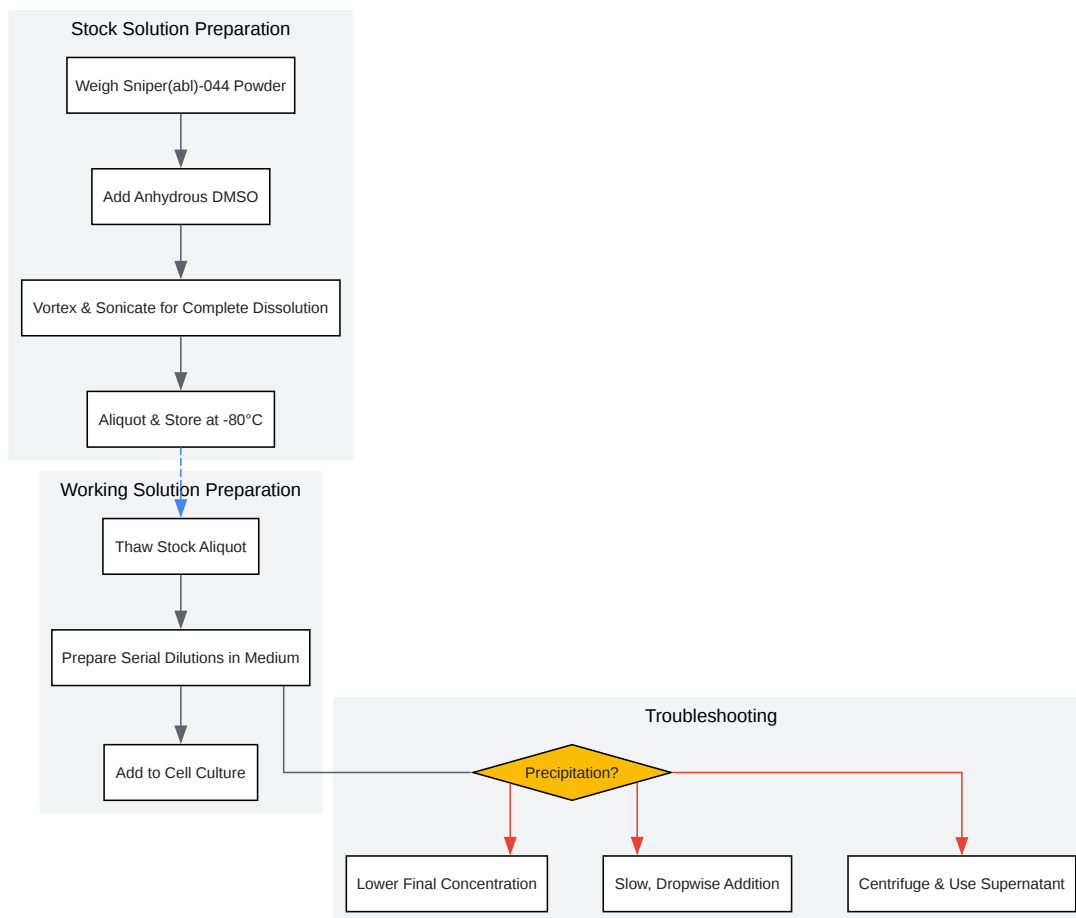 Stock Solution Preparation
Weigh Sniper(abl)-044 Powder
Add Anhydrous DMSO
Vortex & Sonicate for Complete Dissolution
Aliquot & Store at -80°C
Working Solution Preparation
Thaw Stock Aliquot
Prepare Serial Dilutions in Medium
Add to Cell Culture
Troubleshooting
Precipitation?
Lower Final Concentration
Slow, Dropwise Addition
Centrifuge & Use Supernatant